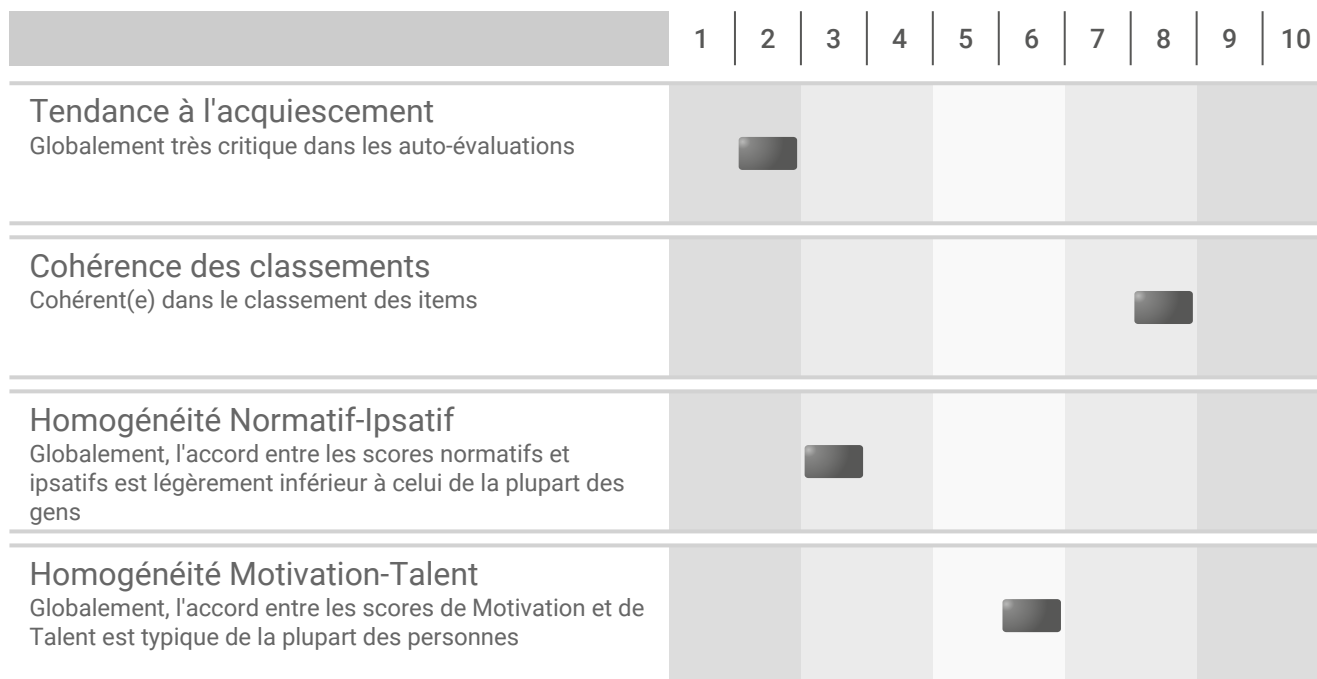 1 2 3 4 5 6 7 8 9 10
Tendance à l'acquiescement
Globalement très critique dans les auto-évaluations
Cohérence des classements
Cohérent(e) dans le classement des items
Homogénéité Normatif-Ipsatif
Globalement, l'accord entre les scores normatifs et
ipsatifs est légèrement inférieur à celui de la plupart des
gens
Homogénéité Motivation-Talent
Globalement, l'accord entre les scores de Motivation et de
Talent est typique de la plupart des personnes